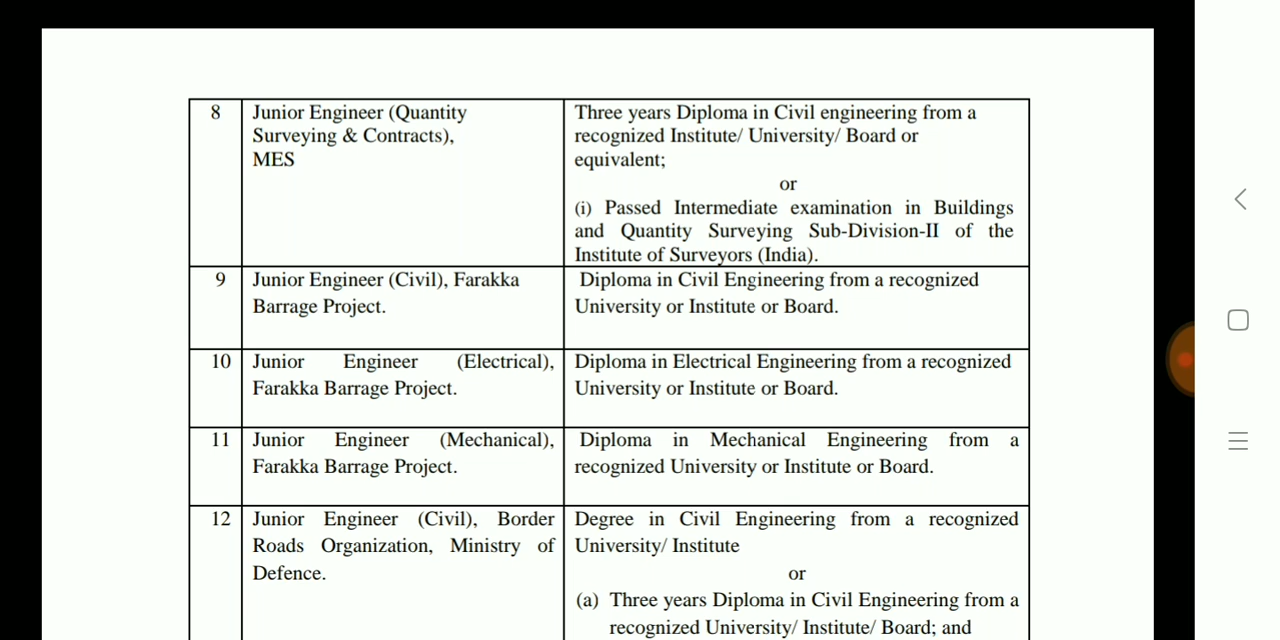 8
Junior Engineer (Quantity
Surveying & Contracts),
MES
Three years Diploma in Civil engineering from a
recognized Institute/ University/ Board or
equivalent;
or
(i) Passed Intermediate examination in Buildings
and Quantity Surveying Sub-Division-II of the
Institute of Surveyors (India).
9
Junior Engineer (Civil), Farakka
Barrage Project.
Diploma in Civil Engineering from a recognized
University or Institute or Board.
10
Junior Engineer (Electrical),
Farakka Barrage Project.
Diploma in Electrical Engineering from a recognized
University or Institute or Board.
11
Junior Engineer (Mechanical),
Farakka Barrage Project.
Diploma in Mechanical Engineering from a
recognized University or Institute or Board.
12
Junior Engineer (Civil), Border
Roads Organization, Ministry of
Defence.
Degree in Civil Engineering from a recognized
University/ Institute
or
(a) Three years Diploma in Civil Engineering from a
recognized University/ Institute/ Board; and